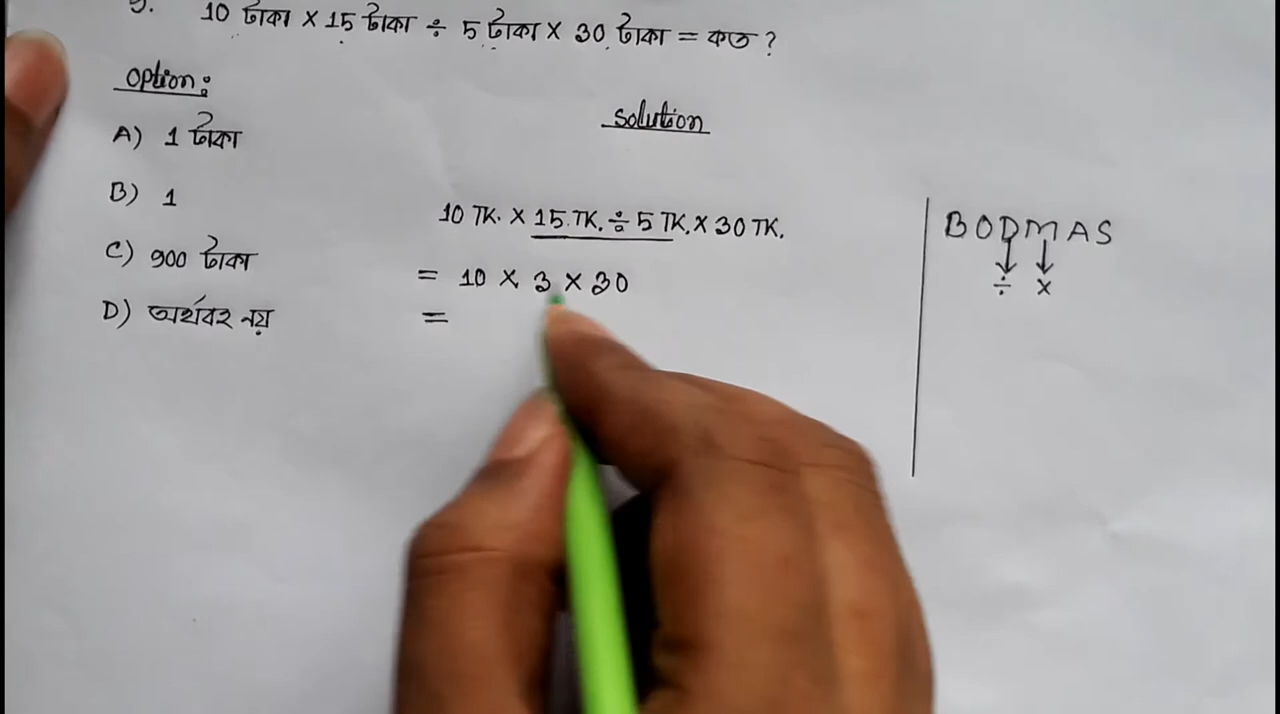 10 টাকা × 15 টাকা ÷ 5 টাকা × 30 টাকা = কত ?
Option:
A) 1 টাকা
B) 1
C) 900 টাকা
D) অর্থবহ নয়
Solution
10 TK. × 15 TK. ÷ 5 TK. × 30 TK.
= 10 × 3 × 30
=
BODMAS
÷ ×